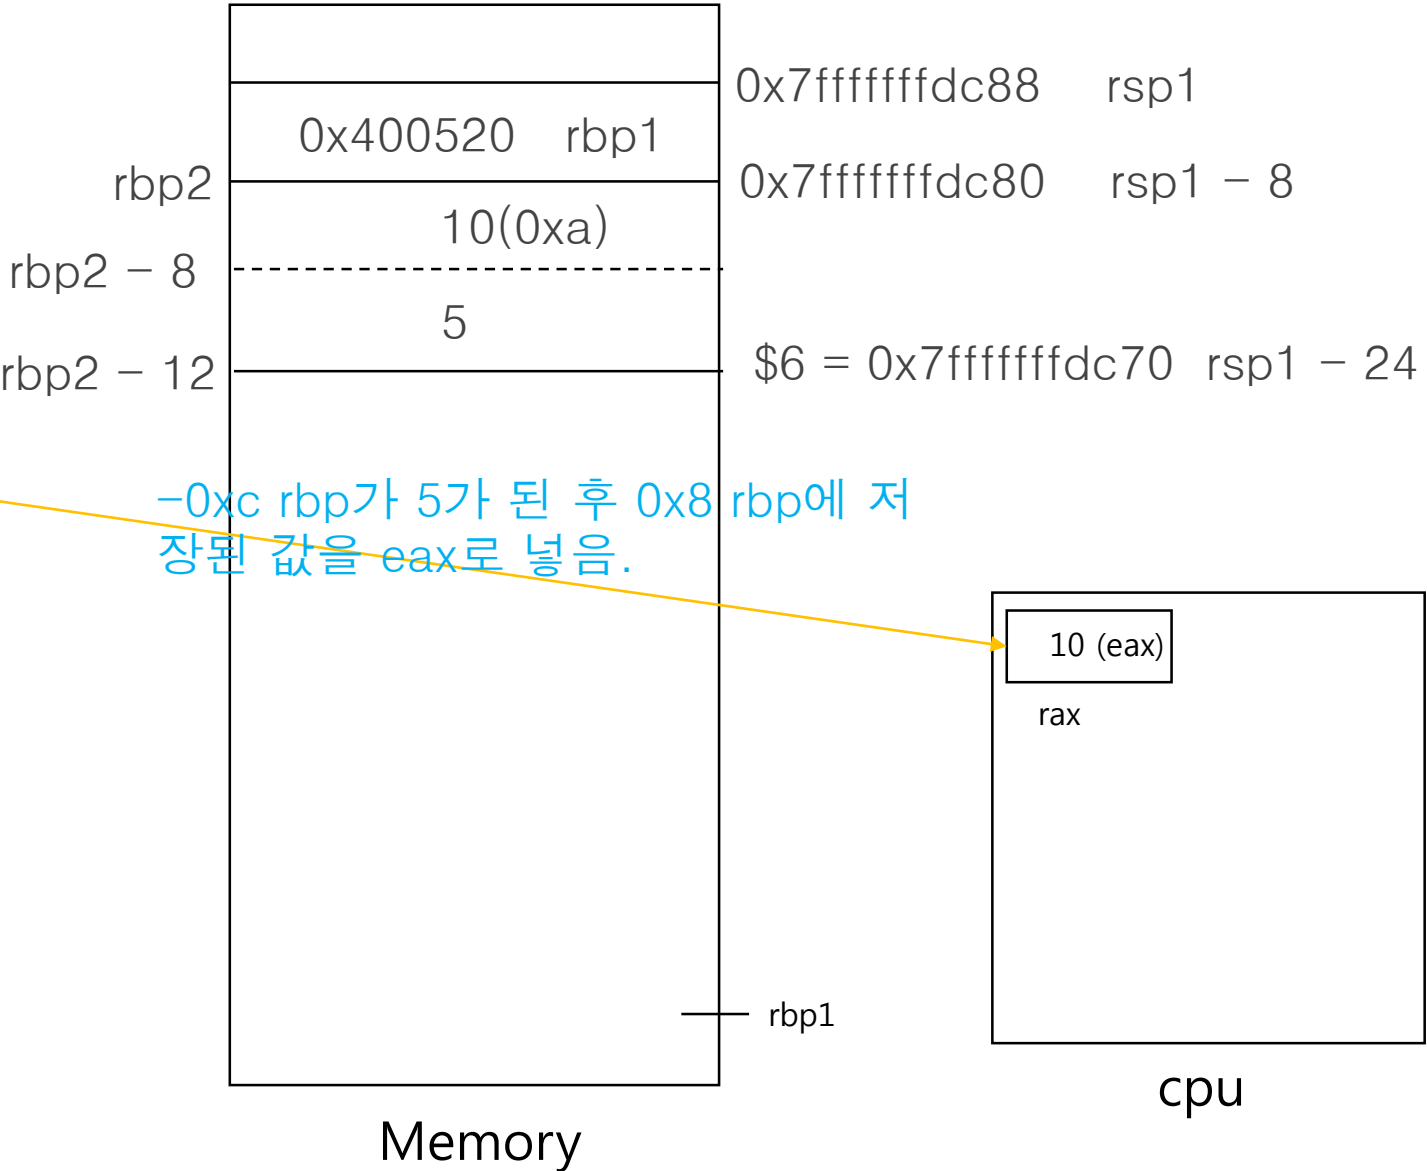 0x7fffffffdc88 rsp1
0x400520 rbp1
rbp2
0x7fffffffdc80 rsp1 - 8
10(0xa)
rbp2 - 8
5
rbp2 - 12
$6 = 0x7fffffffdc70 rsp1 - 24
-0xc rbp가 5가 된 후 0x8 rbp에 저
장된 값을 eax로 넣음.
10 (eax)
rax
rbp1
cpu
Memory